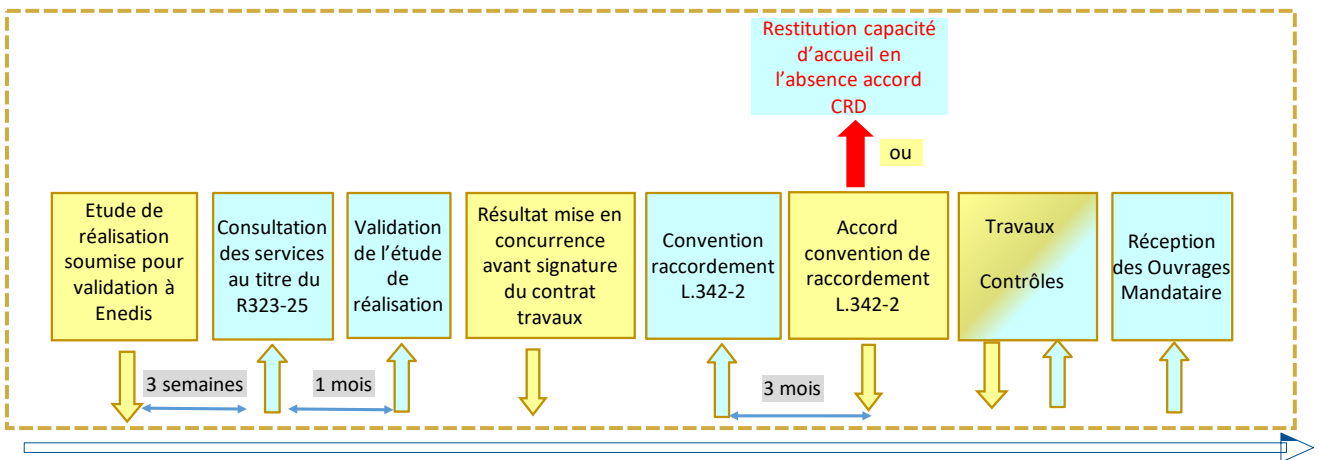 Restitution capacité
d’accueil en
l’absence accord
CRD
ou
Etude de
réalisation
soumise pour
validation à
Enedis
Consultation
des services
au titre du
R323-25
Validation
de l’étude
de
réalisation
Résultat mise en
concurrence
avant signature
du contrat
travaux
Convention
raccordement
L.342-2
Accord
convention de
raccordement
L.342-2
Travaux
Contrôles
Réception
des Ouvrages
Mandataire
3 semaines
1 mois
3 mois